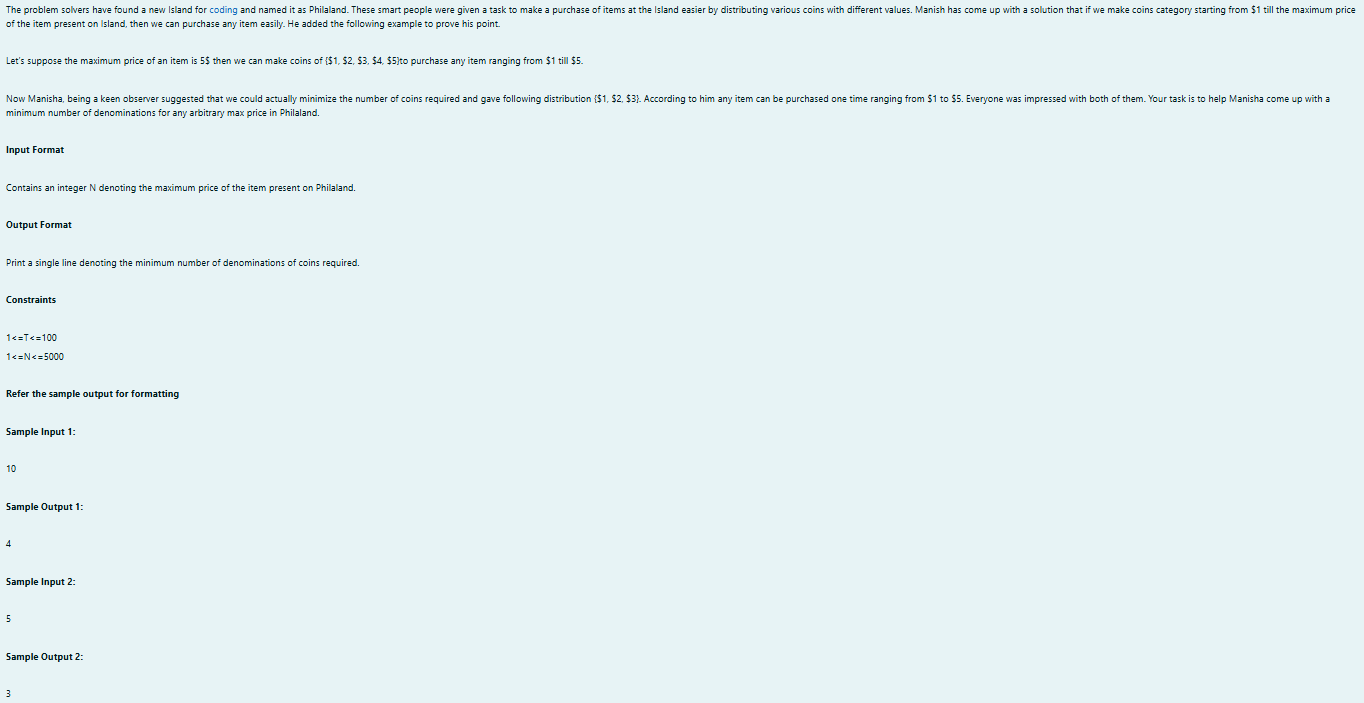 The problem solvers have found a new Island for coding and named it as Philaland. These smart people were given a task to make a purchase of items at the Island easier by distributing various coins with different values. Manish has come up with a solution that if we make coins category starting from $1 till the maximum price
of the item present on Island, then we can purchase any item easily. He added the following example to prove his point.
Let's suppose the maximum price of an item is 5$ then we can make coins of {$1, $2, $3, $4, $5}to purchase any item ranging from $1 till $5.
Now Manisha, being a keen observer suggested that we could actually minimize the number of coins required and gave following distribution {$1, $2, $3}. According to him any item can be purchased one time ranging from $1 to $5. Everyone was impressed with both of them. Your task is to help Manisha come up with a
minimum number of denominations for any arbitrary max price in Philaland.
Input Format
Contains an integer N denoting the maximum price of the item present on Philaland.
Output Format
Print a single line denoting the minimum number of denominations of coins required.
Constraints
1<=T<=100
1<=N<=5000
Refer the sample output for formatting
Sample Input 1:
10
Sample Output 1:
4
Sample Input 2:
5
Sample Output 2:
3